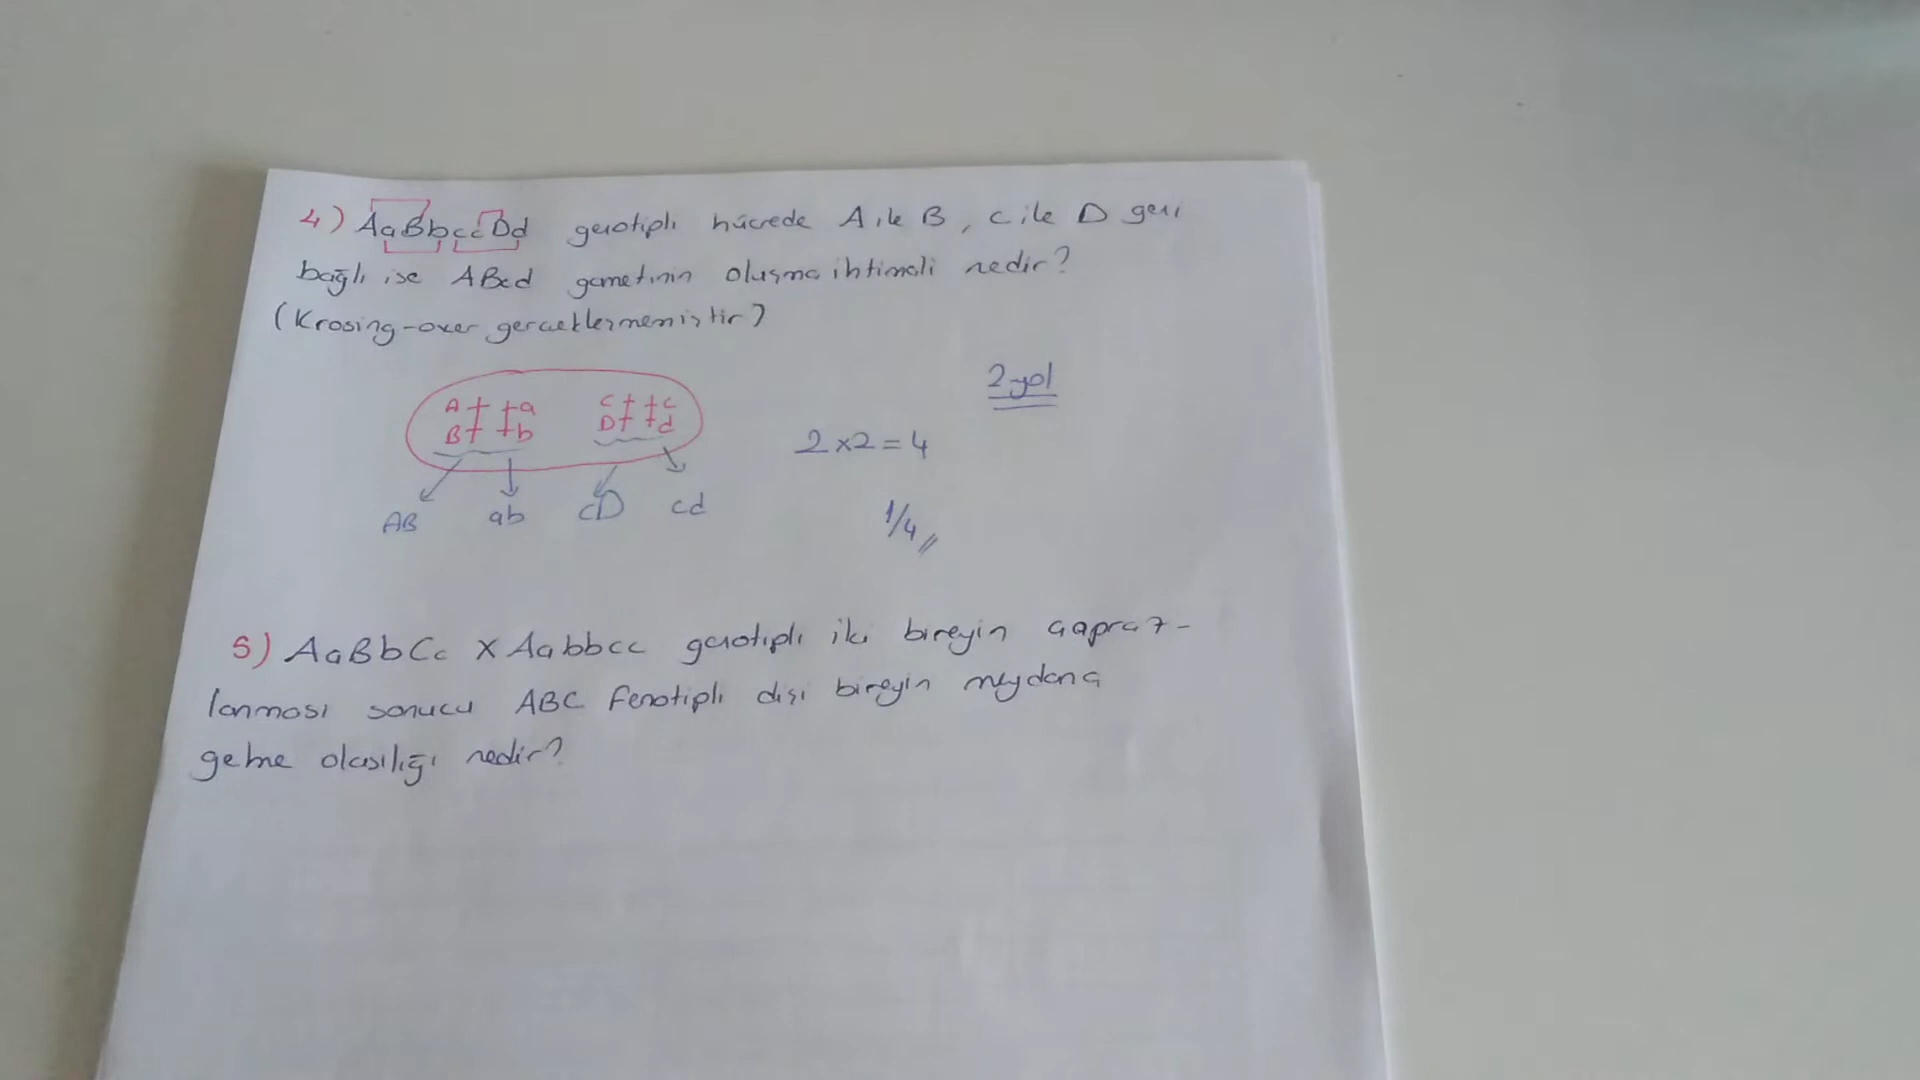 4) AaBbccDd genotipli hücrede A ile B, c ile D geni
bağlı ise ABcd gametinin oluşma ihtimali nedir?
(Krosing-over gerçekleşmemiştir)
2 yol
A a c c
B b D d
2x2=4
AB ab cD cd
1/4
5) AaBbCc x Aabbcc genotipli iki bireyin çapraz-
lanması sonucu ABC Fenotipli dişi bireyin meydana
gelme olasılığı nedir?